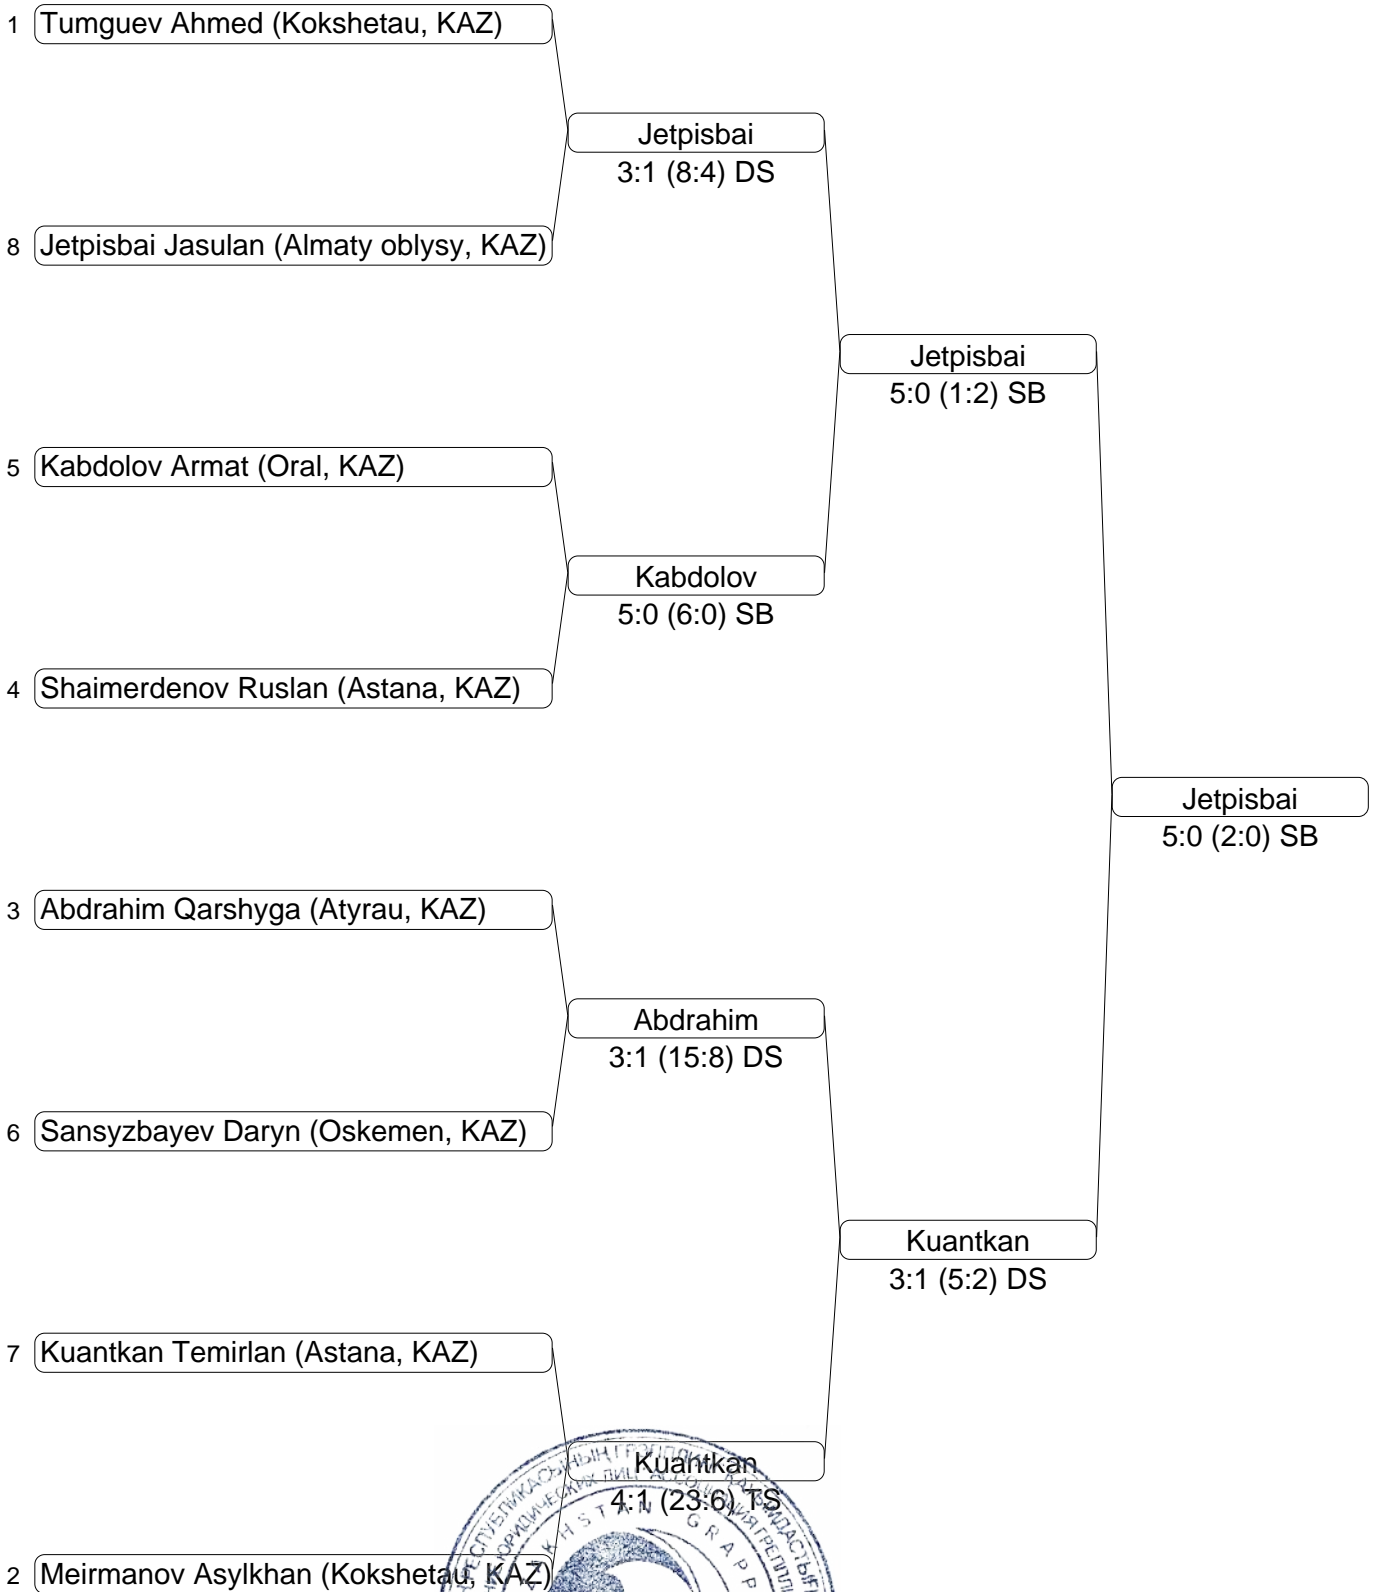 1 Tumguev Ahmed (Kokshetau, KAZ)
Jetpisbai
3:1 (8:4) DS
8 Jetpisbai Jasulan (Almaty oblysy, KAZ)
Jetpisbai
5:0 (1:2) SB
5 Kabdolov Armat (Oral, KAZ)
Kabdolov
5:0 (6:0) SB
4 Shaimerdenov Ruslan (Astana, KAZ)
Jetpisbai
5:0 (2:0) SB
3 Abdrahim Qarshyga (Atyrau, KAZ)
Abdrahim
3:1 (15:8) DS
6 Sansyzbayev Daryn (Oskemen, KAZ)
Kuantkan
3:1 (5:2) DS
7 Kuantkan Temirlan (Astana, KAZ)
Kuantkan
4:1 (23:6) TS
2 Meirmanov Asylkhan (Kokshetau, KAZ)